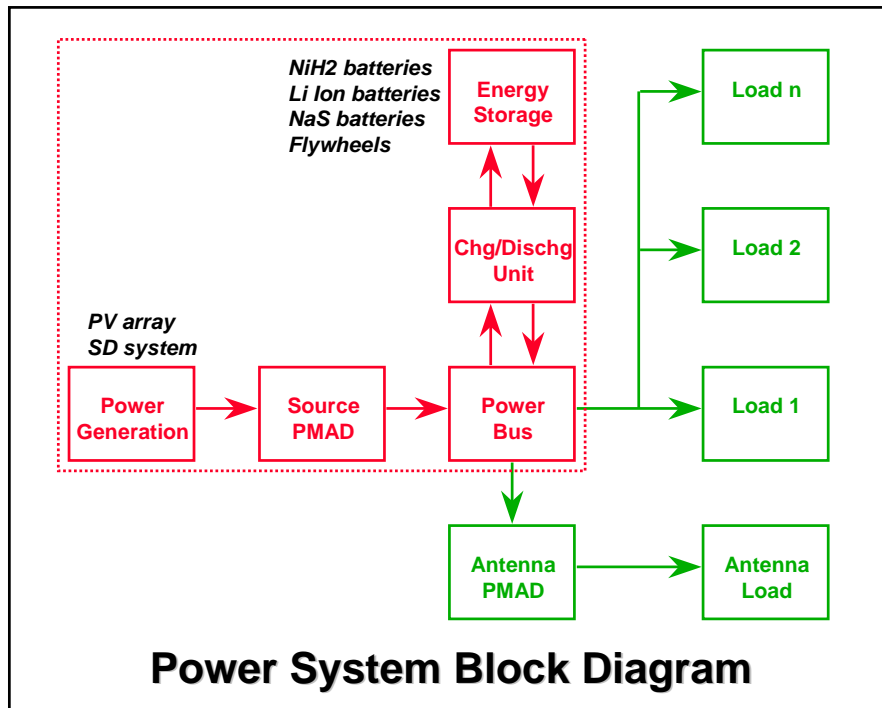 NiH2 batteries
Li Ion batteries
NaS batteries
Flywheels
Energy
Storage
Load n
Chg/Dischg
Unit
Load 2
PV array
SD system
Power
Generation
Source
PMAD
Power
Bus
Load 1
Antenna
PMAD
Antenna
Load
Power System Block Diagram